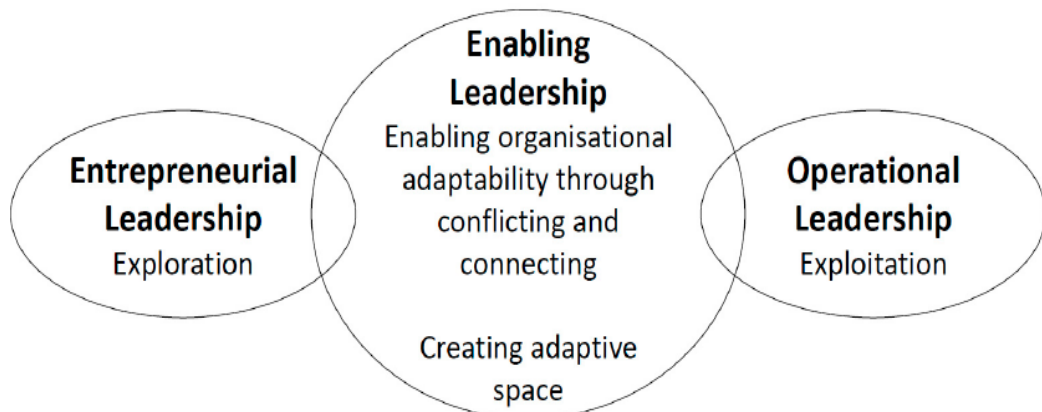 Enabling
Leadership
Enabling organisational
adaptability through
conflicting and
connecting
Creating adaptive
space
Entrepreneurial
Leadership
Exploration
Operational
Leadership
Exploitation